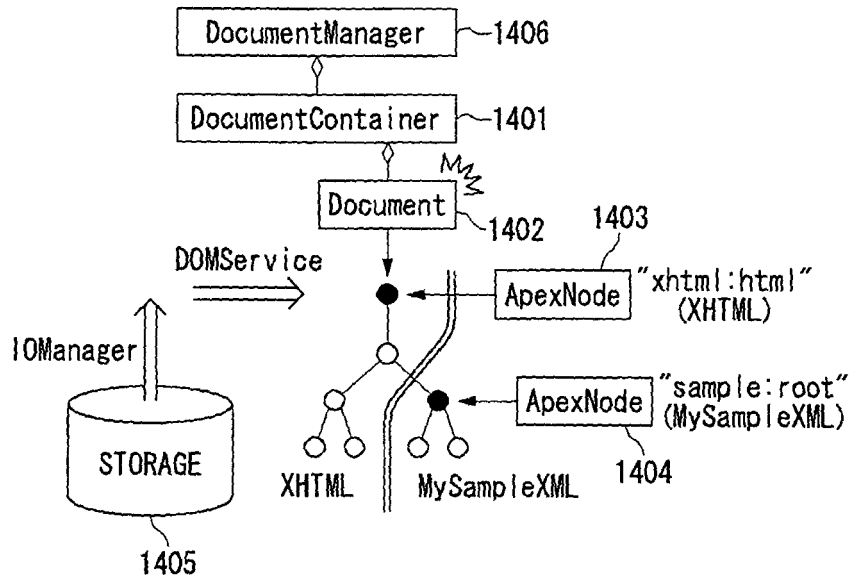 DocumentManager
1406
DocumentContainer
1401
Document
1402
1403
DOMService
ApexNode
"xhtml:html"
(XHTML)
IOManager
ApexNode
"sample:root"
(MySampleXML)
STORAGE
XHTML
MySampleXML
1404
1405